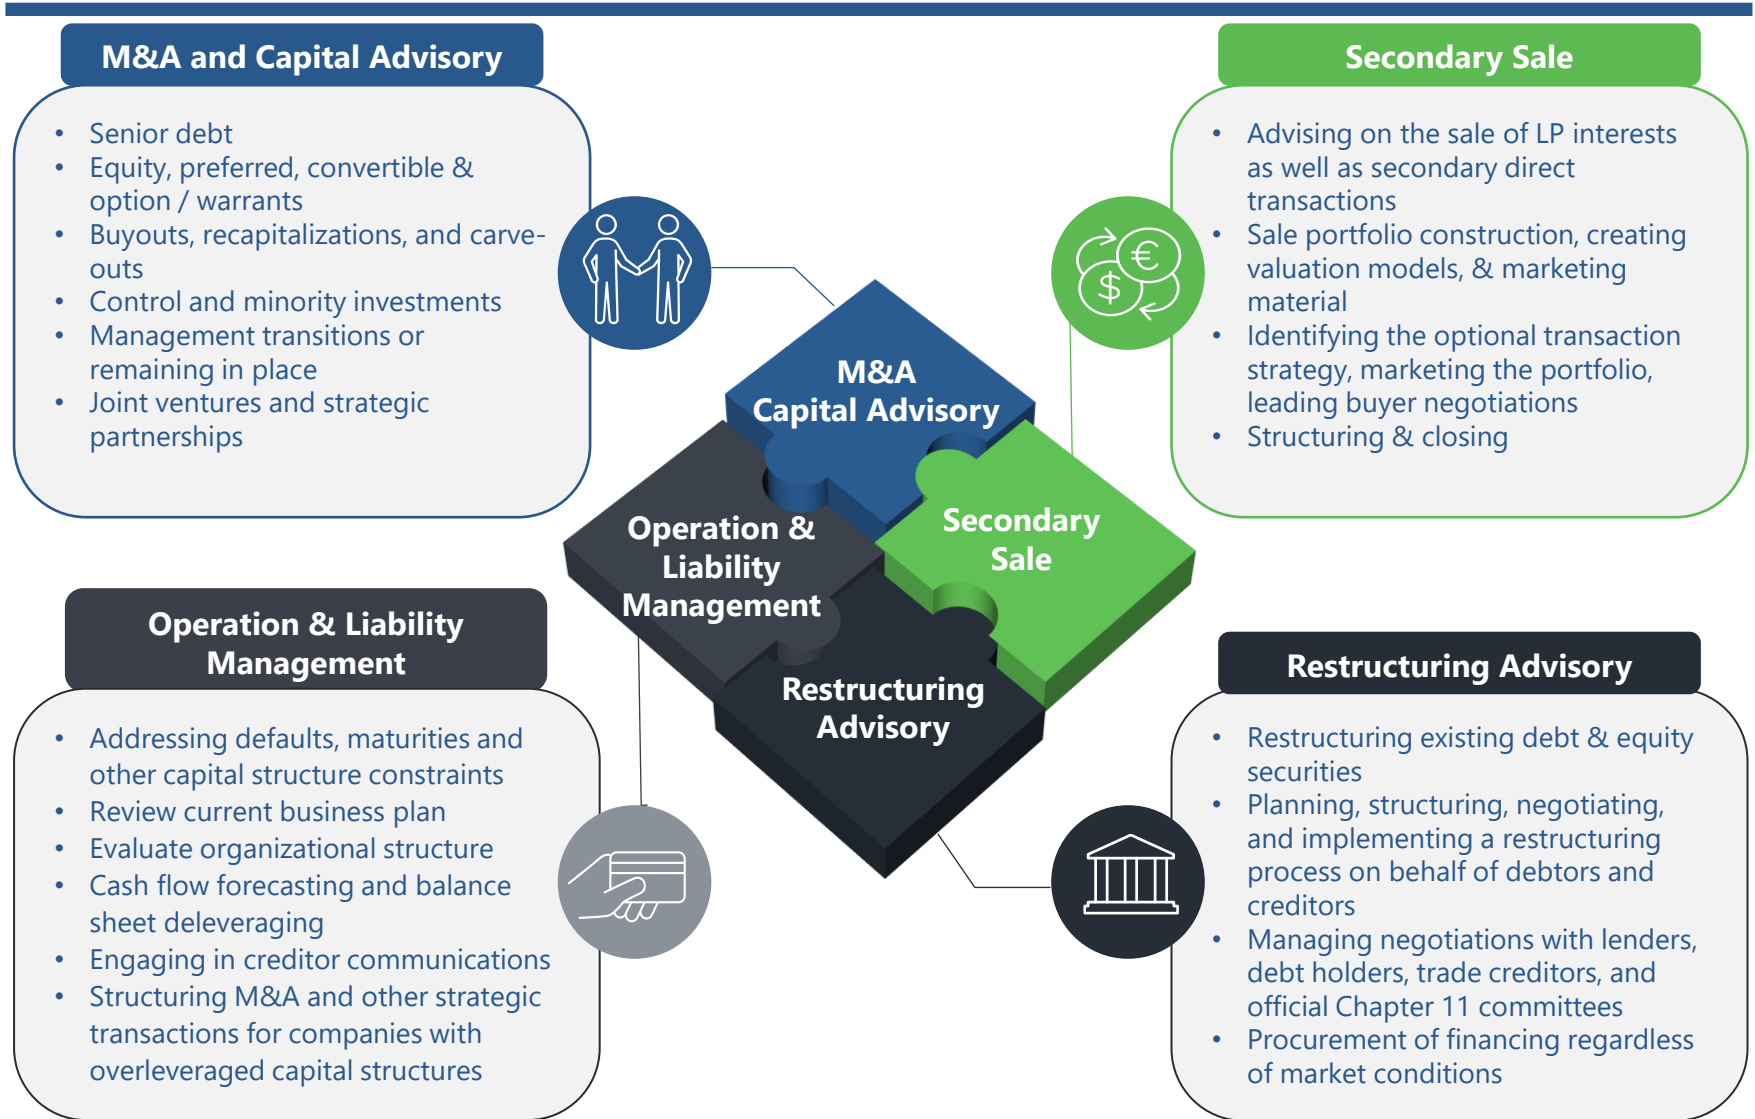 M&A and Capital Advisory
• Senior debt
• Equity, preferred, convertible &
option / warrants
• Buyouts, recapitalizations, and carve-
outs
• Control and minority investments
• Management transitions or
remaining in place
• Joint ventures and strategic
partnerships
Secondary Sale
• Advising on the sale of LP interests
as well as secondary direct
transactions
• Sale portfolio construction, creating
valuation models, & marketing
material
• Identifying the optional transaction
strategy, marketing the portfolio,
leading buyer negotiations
• Structuring & closing
€
$
M&A
Capital Advisory
Operation &
Liability
Management
Secondary
Sale
Restructuring
Advisory
Operation & Liability
Management
• Addressing defaults, maturities and
other capital structure constraints
• Review current business plan
• Evaluate organizational structure
• Cash flow forecasting and balance
sheet deleveraging
• Engaging in creditor communications
• Structuring M&A and other strategic
transactions for companies with
overleveraged capital structures
Restructuring Advisory
• Restructuring existing debt & equity
securities
• Planning, structuring, negotiating,
and implementing a restructuring
process on behalf of debtors and
creditors
• Managing negotiations with lenders,
debt holders, trade creditors, and
official Chapter 11 committees
• Procurement of financing regardless
of market conditions